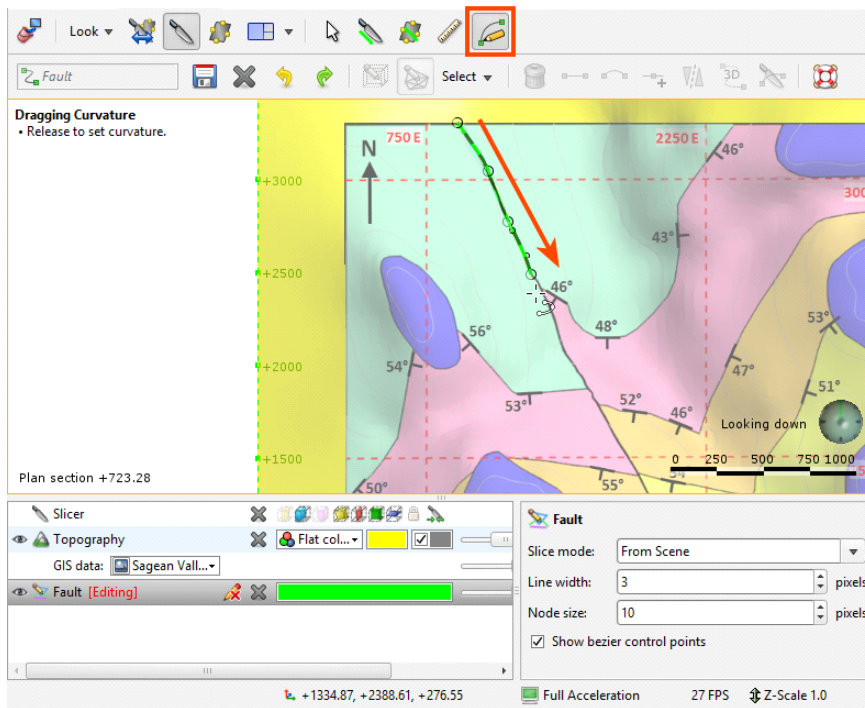 Look
Fault
Select
3D
Dragging Curvature
• Release to set curvature.
750 E
2250 E
N
46°
+3000
300
43°
+2500
46°
56°
48°
53°
+2000
54°
47°
51°
53°
52°
46°
Looking down
0 250 500 750 1000
+1500
Plan section +723.28
50°
55°
54
5
Slicer
Topography
Flat col...
GIS data:
Sagean Vall...
Fault [Editing]
Fault
Slice mode:
From Scene
Line width:
3
pixels
Node size:
10
pixels
Show bezier control points
+1334.87, +2388.61, +276.55
Full Acceleration
27 FPS
Z-Scale 1.0